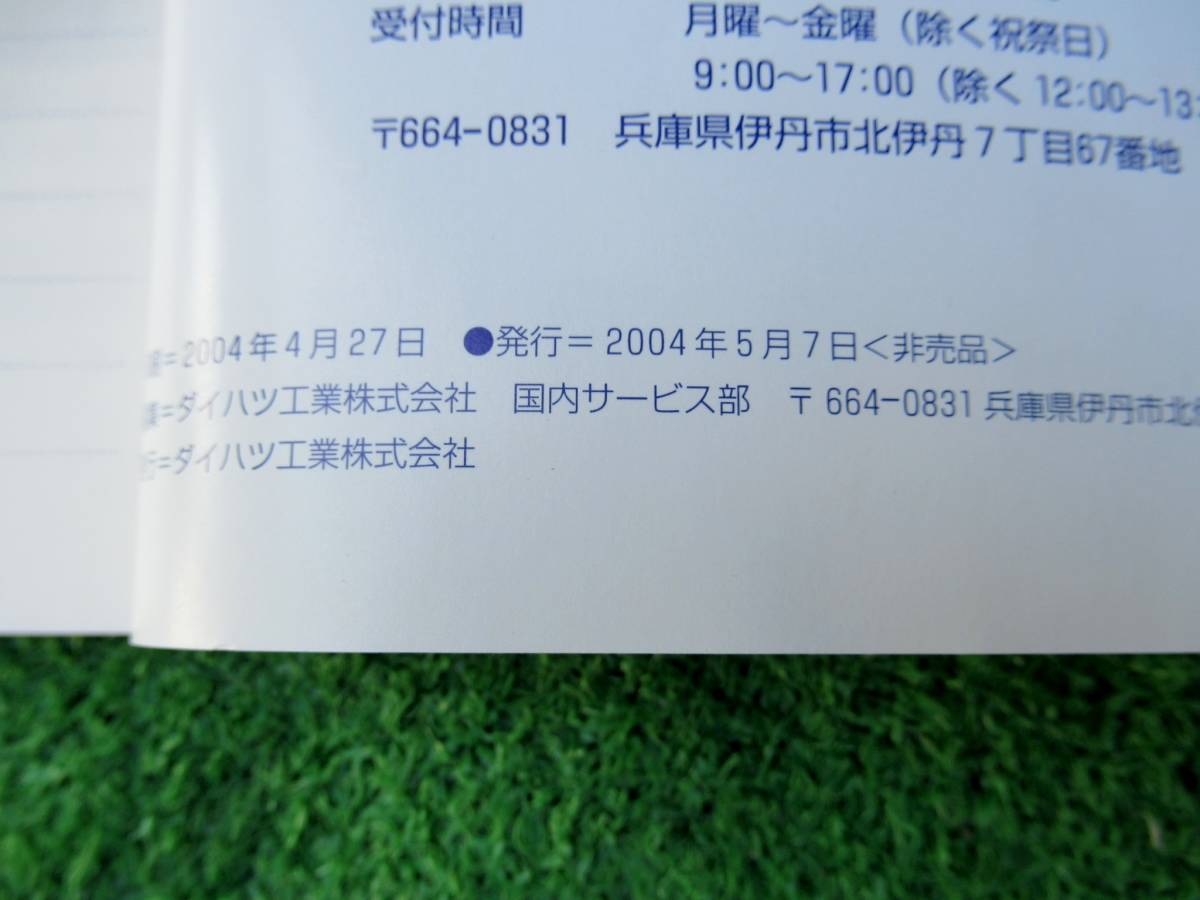 受付時間 月曜～金曜（除く祝祭日）
9:00～17:00（除く12:00～13:
〒664-0831 兵庫県伊丹市北伊丹7丁目67番地
=2004年4月27日 ●発行=2004年5月7日<非売品>
=ダイハツ工業株式会社 国内サービス部 〒664-0831 兵庫県伊丹市北
行=ダイハツ工業株式会社